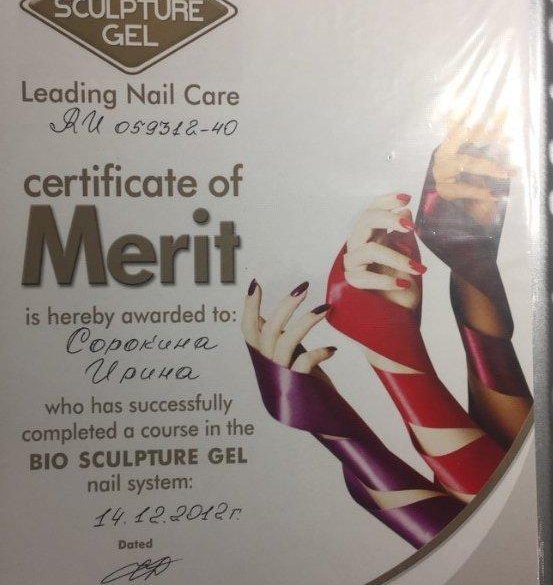 SCULPTURE
GEL
Leading Nail Care
RU 059312-40
certificate of
Merit
is hereby awarded to:
Сорокина
Ирина
who has successfully
completed a course in the
BIO SCULPTURE GEL
nail system:
14.12.2012г.
Dated